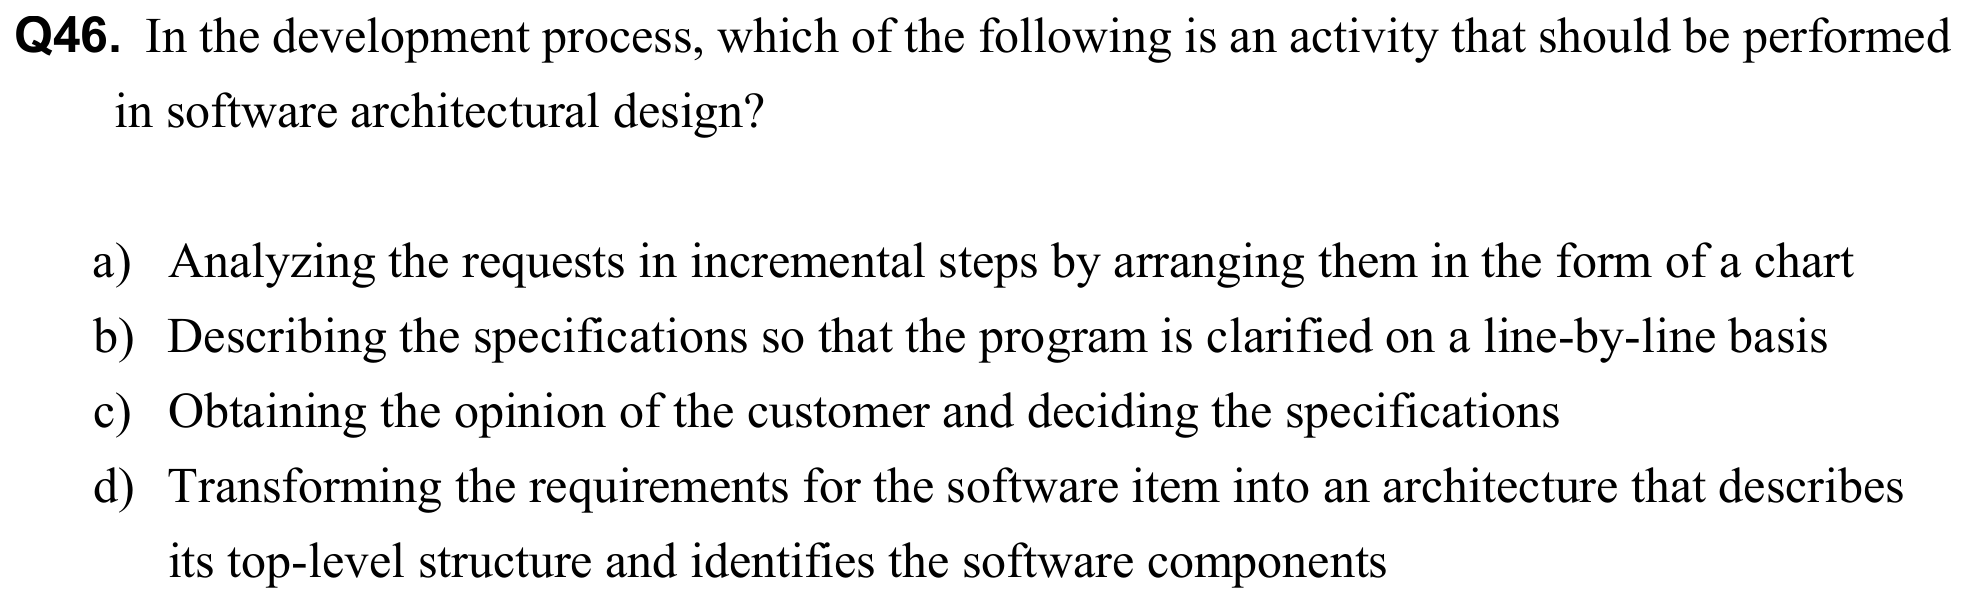 Q46. In the development process, which of the following is an activity that should be performed
in software architectural design?
a) Analyzing the requests in incremental steps by arranging them in the form of a chart
b) Describing the specifications so that the program is clarified on a line-by-line basis
c) Obtaining the opinion of the customer and deciding the specifications
d) Transforming the requirements for the software item into an architecture that describes
its top-level structure and identifies the software components